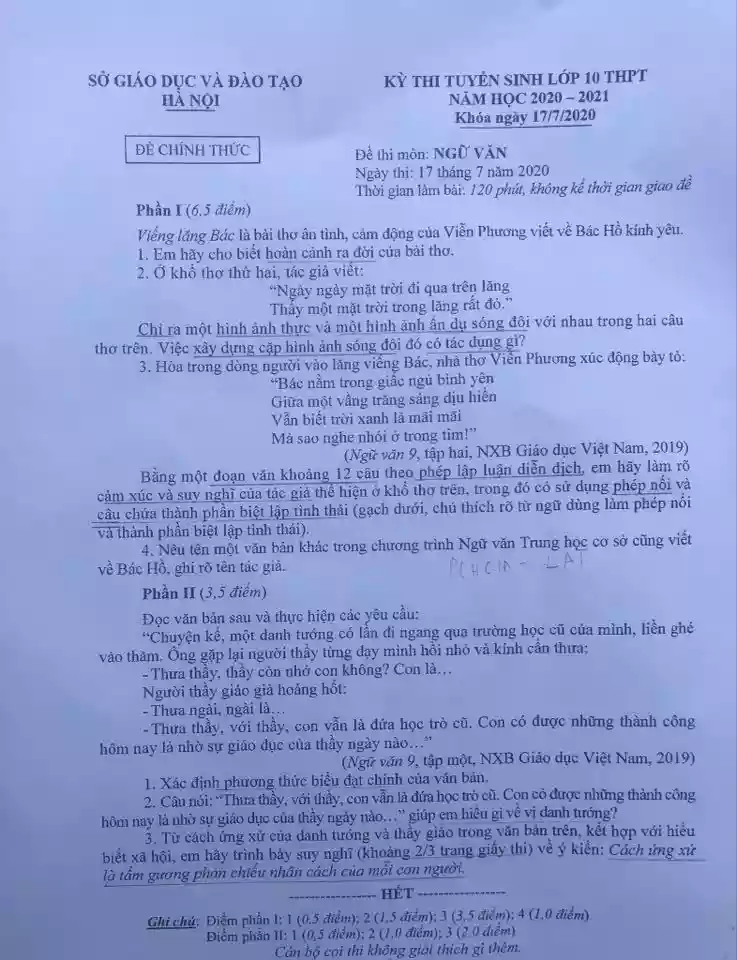 SỞ GIÁO DỤC VÀ ĐÀO TẠO
HÀ NỘI
KỲ THI TUYỂN SINH LỚP 10 THPT
NĂM HỌC 2020 – 2021
Khóa ngày 17/7/2020
ĐỀ CHÍNH THỨC
Đề thi môn: NGỮ VĂN
Ngày thi: 17 tháng 7 năm 2020
Thời gian làm bài: 120 phút, không kể thời gian giao đề
Phần I (6,5 điểm)
Viếng lăng Bác là bài thơ ân tình, cảm động của Viễn Phương viết về Bác Hồ kính yêu.
1. Em hãy cho biết hoàn cảnh ra đời của bài thơ.
2. Ở khổ thơ thứ hai, tác giả viết:
“Ngày ngày mặt trời đi qua trên lăng
Thấy một mặt trời trong lăng rất đỏ.”
Chỉ ra một hình ảnh thực và một hình ảnh ẩn dụ sóng đôi với nhau trong hai câu
thơ trên. Việc xây dựng cặp hình ảnh sóng đôi đó có tác dụng gì?
3. Hòa trong dòng người vào lăng viếng Bác, nhà thơ Viễn Phương xúc động bày tỏ:
“Bác nằm trong giấc ngủ bình yên
Giữa một vầng trăng sáng dịu hiền
Vẫn biết trời xanh là mãi mãi
Mà sao nghe nhói ở trong tim!”
(Ngữ văn 9, tập hai, NXB Giáo dục Việt Nam, 2019)
Bằng một đoạn văn khoảng 12 câu theo phép lập luận diễn dịch, em hãy làm rõ
cảm xúc và suy nghĩ của tác giả thể hiện ở khổ thơ trên, trong đó có sử dụng phép nối và
câu chứa thành phần biệt lập tình thái (gạch dưới, chú thích rõ từ ngữ dùng làm phép nối
và thành phần biệt lập tình thái).
4. Nêu tên một văn bản khác trong chương trình Ngữ văn Trung học cơ sở cũng viết
về Bác Hồ, ghi rõ tên tác giả.
PCHCM - LAT
Phần II (3,5 điểm)
Đọc văn bản sau và thực hiện các yêu cầu:
“Chuyện kể, một danh tướng có lần đi ngang qua trường học cũ của mình, liền ghé
vào thăm. Ông gặp lại người thầy từng dạy mình hồi nhỏ và kính cẩn thưa:
- Thưa thầy, thầy còn nhớ con không? Con là...
Người thầy giáo già hoảng hốt:
- Thưa ngài, ngài là...
- Thưa thầy, với thầy, con vẫn là đứa học trò cũ. Con có được những thành công
hôm nay là nhờ sự giáo dục của thầy ngày nào...”
(Ngữ văn 9, tập một, NXB Giáo dục Việt Nam, 2019)
1. Xác định phương thức biểu đạt chính của văn bản.
2. Câu nói: “Thưa thầy, với thầy, con vẫn là đứa học trò cũ. Con có được những thành công
hôm nay là nhờ sự giáo dục của thầy ngày nào...” giúp em hiểu gì về vị danh tướng?
3. Từ cách ứng xử của danh tướng và thầy giáo trong văn bản trên, kết hợp với hiểu
biết xã hội, em hãy trình bày suy nghĩ (khoảng 2/3 trang giấy thi) về ý kiến: Cách ứng xử
là tấm gương phản chiếu nhân cách của mỗi con người.
------------------ HẾT ------------------
Ghi chú: Điểm phần I: 1 (0,5 điểm); 2 (1,5 điểm); 3 (3,5 điểm); 4 (1,0 điểm)
Điểm phần II: 1 (0,5 điểm); 2 (1,0 điểm); 3 (2,0 điểm)
Cán bộ coi thi không giải thích gì thêm.